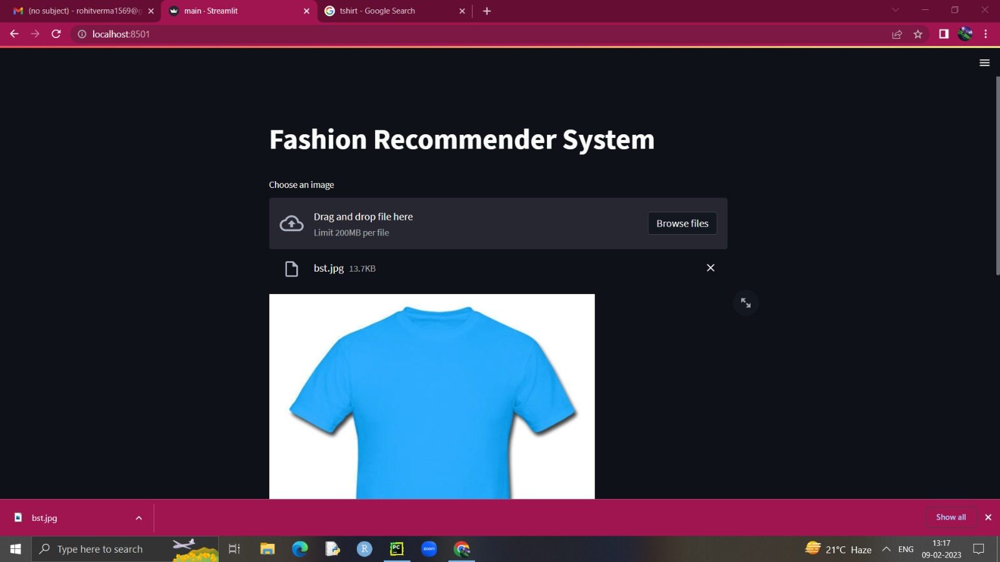 (no subject) - rohitverma1569@g
main · Streamlit
tshirt - Google Search
localhost:8501
Fashion Recommender System
Choose an image
Drag and drop file here
Limit 200MB per file
Browse files
bst.jpg 13.7KB
bst.jpg
Show all
Type here to search
R
PC
zoom
21°C Haze
ENG
13:17
09-02-2023